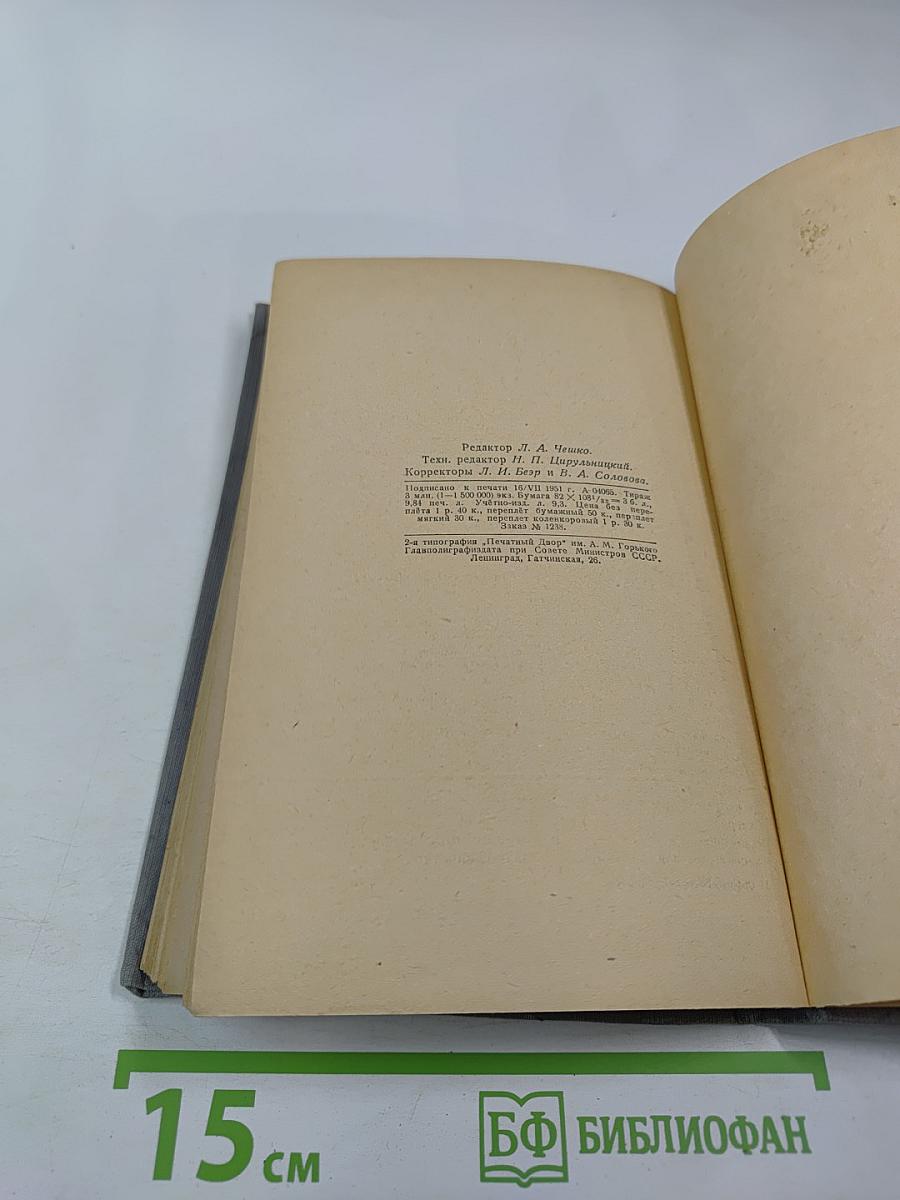 Редактор Л. А. Чешко.
Техн. редактор Н. П. Цирульницкий.
Корректоры Л. И. Беэр и В. А. Соловова.
Подписано к печати 16/VII 1951 г. А-04065. Тираж
3 млн, (1—1 500 000) экз. Бумага 82 × 108¹/₃₂ = 3 б. л.,
9,84 печ. л. Учётно-изд. л. 9,3. Цена без пере-
плёта 1 р. 40 к., переплёт бумажный 50 к., переплет
мягкий 30 к., переплет коленкоровый 1 р. 30 к.
Заказ № 1238.
2-я типография „Печатный Двор" им. А. М. Горького
Главполиграфиздата при Совете Министров СССР.
Ленинград, Гатчинская, 26.
15 см
БФ БИБЛИОФАН